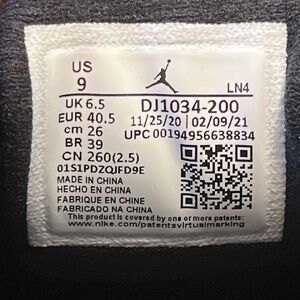 US
9
LN4
UK 6.5
DJ1034-200
EUR 40.5
11/25/20 | 02/09/21
cm 26
UPC 00194956638834
BR 39
CN 260(2.5)
01S1PDZQJFD9E
MADE IN CHINA
HECHO EN CHINA
FABRIQUE EN CHINE
FABRICADO NA CHINA
This product is covered by one or more patents:
www.nike.com/patentsvirtualmarking